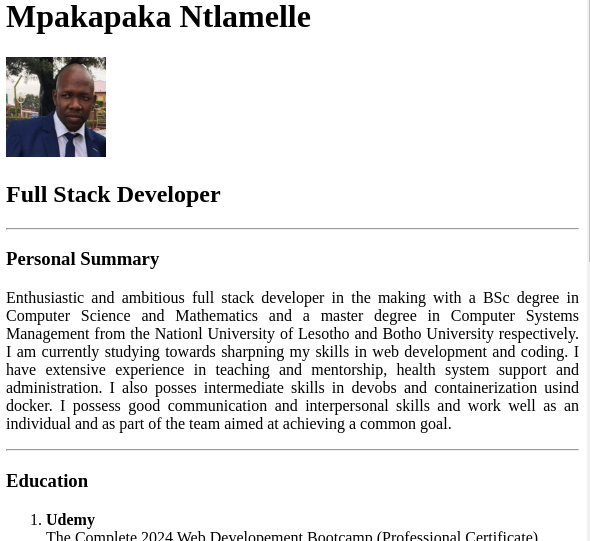 Mpakapaka Ntlamelle
Full Stack Developer
Personal Summary
Enthusiastic and ambitious full stack developer in the making with a BSc degree in
Computer Science and Mathematics and a master degree in Computer Systems
Management from the Nationl University of Lesotho and Botho University respectively.
I am currently studying towards sharpning my skills in web development and coding. I
have extensive experience in teaching and mentorship, health system support and
administration. I also posses intermediate skills in devobs and containerization usind
docker. I possess good communication and interpersonal skills and work well as an
individual and as part of the team aimed at achieving a common goal.
Education
1. Udemy
The Complete 2024 Web Developement Bootcamp (Professional Certificate)